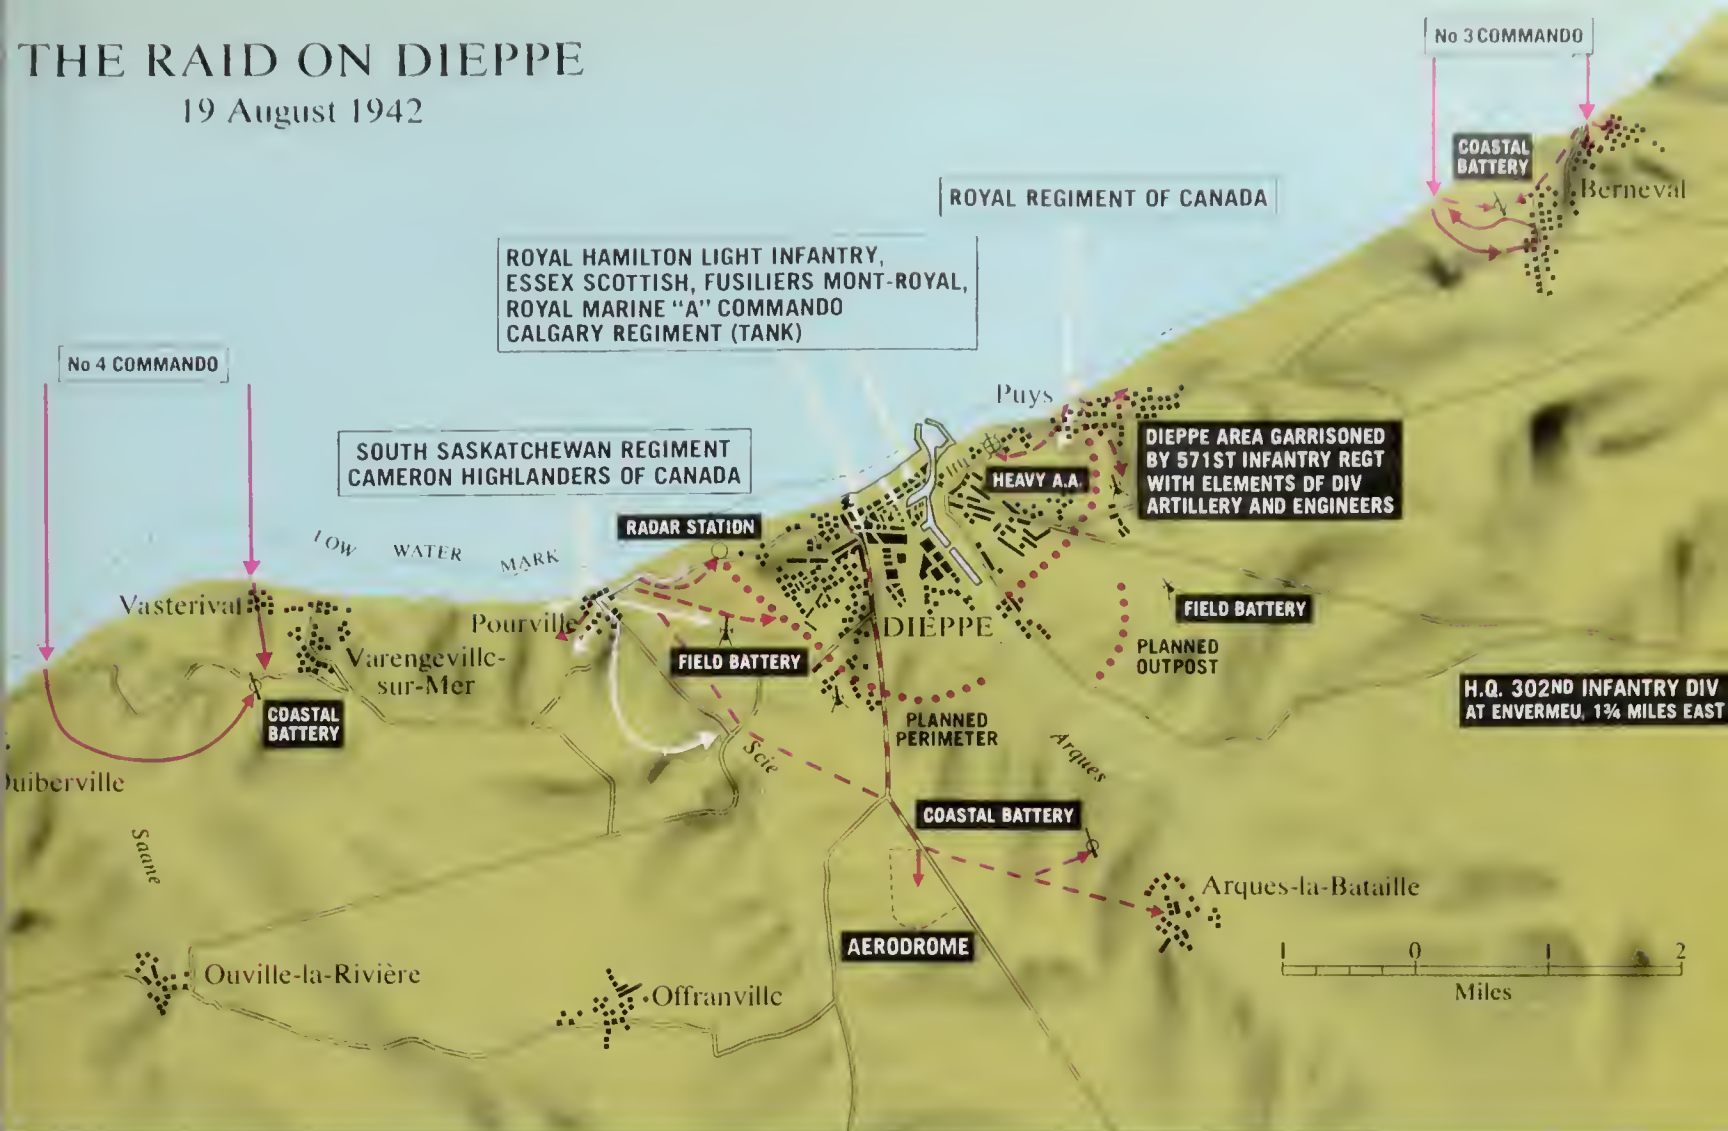 THE RAID ON DIEPPE
19 August 1942
No 3 COMMANDO
COASTAL
BATTERY
Berneval
ROYAL REGIMENT OF CANADA
ROYAL HAMILTON LIGHT INFANTRY,
ESSEX SCOTTISH, FUSILIERS MONT-ROYAL,
ROYAL MARINE "A" COMMANDO
CALGARY REGIMENT (TANK)
No 4 COMMANDO
Puys
SOUTH SASKATCHEWAN REGIMENT
CAMERON HIGHLANDERS OF CANADA
DIEPPE AREA GARRISONED
BY 571ST INFANTRY REGT
WITH ELEMENTS OF DIV
ARTILLERY AND ENGINEERS
HEAVY A.A.
RADAR STATION
LOW WATER MARK
Vasterival
Pourville
DIEPPE
FIELD BATTERY
Varengeville-
sur-Mer
FIELD BATTERY
PLANNED
OUTPOST
H.Q. 302ND INFANTRY DIV
AT ENVERMEU, 1¾ MILES EAST
COASTAL
BATTERY
PLANNED
PERIMETER
Scie
Arques
uiberville
COASTAL BATTERY
Saane
Arques-la-Bataille
AERODROME
Ouville-la-Rivière
Offranville
1 0 1 2
Miles